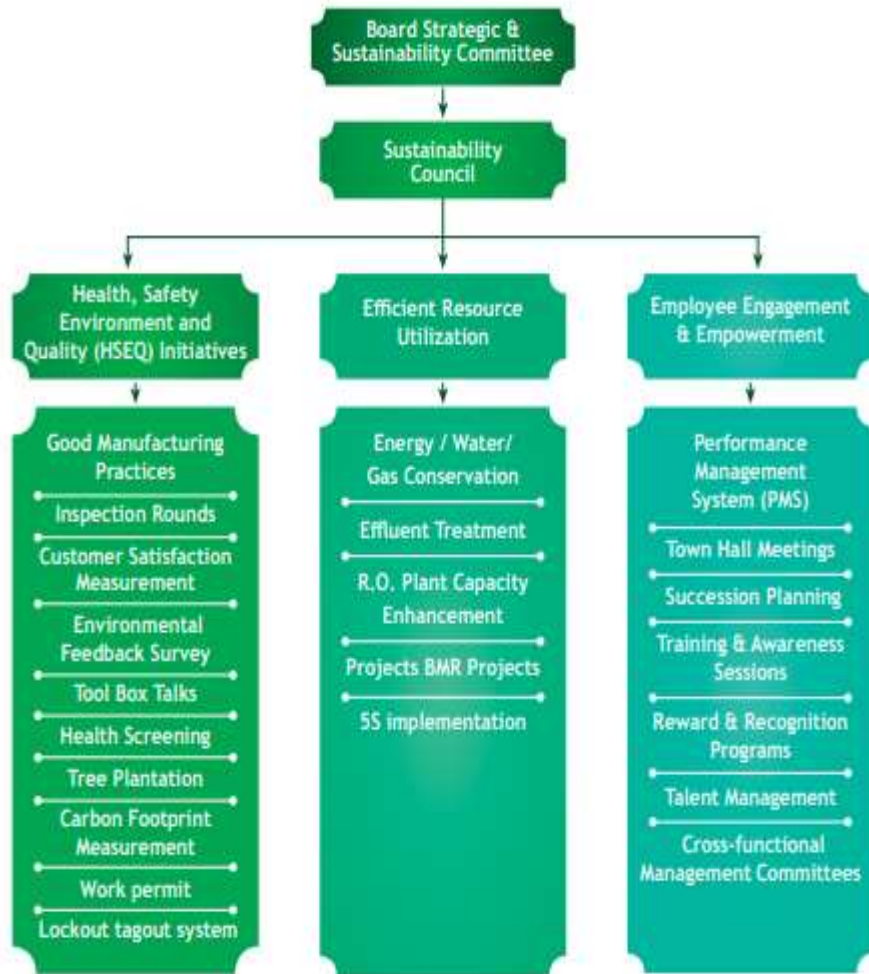 Board Strategic &
Sustainability Committee
Sustainability
Council
Health, Safety
Environment and
Quality (HSEQ) Initiatives
Good Manufacturing
Practices
Inspection Rounds
Customer Satisfaction
Measurement
Environmental
Feedback Survey
Tool Box Talks
Health Screening
Tree Plantation
Carbon Footprint
Measurement
Work permit
Lockout tagout system
Efficient Resource
Utilization
Energy / Water/
Gas Conservation
Effluent Treatment
R.O. Plant Capacity
Enhancement
Projects BMR Projects
5S implementation
Employee Engagement
& Empowerment
Performance
Management
System (PMS)
Town Hall Meetings
Succession Planning
Training & Awareness
Sessions
Reward & Recognition
Programs
Talent Management
Cross-functional
Management Committees